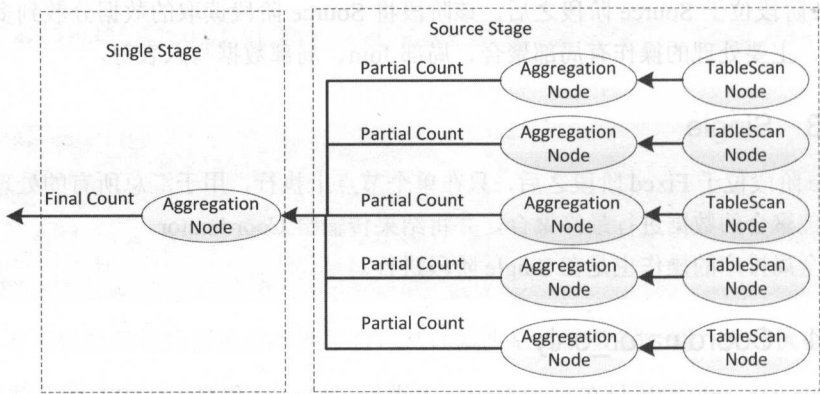 Single Stage
Source Stage
Partial Count
Aggregation
Node
TableScan
Node
Partial Count
Aggregation
Node
TableScan
Node
Final Count
Aggregation
Node
Partial Count
Aggregation
Node
TableScan
Node
Partial Count
Aggregation
Node
TableScan
Node
Partial Count
Aggregation
Node
TableScan
Node